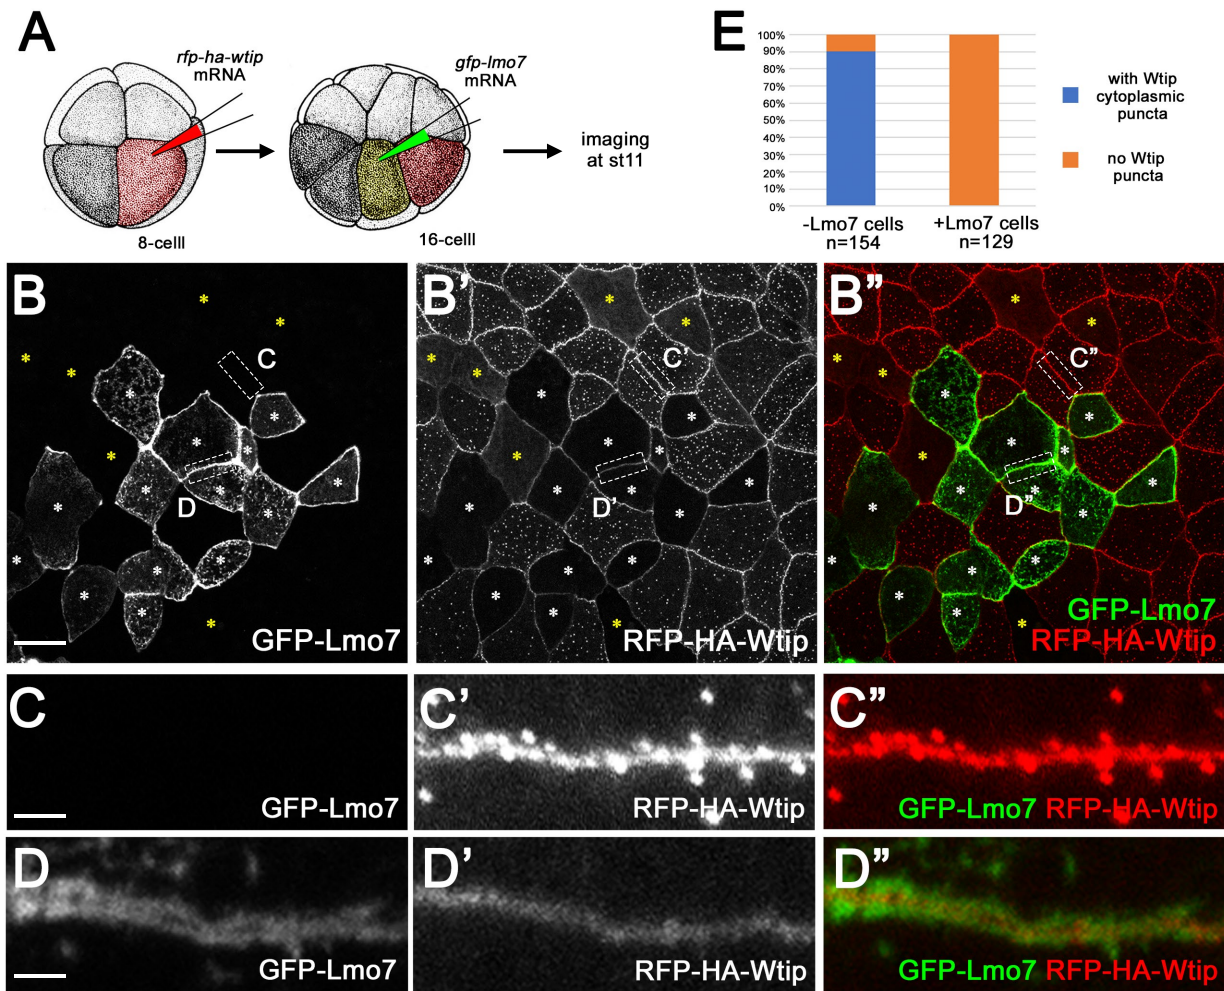 A
rfp-ha-wtip
mRNA
8-celll
gfp-lmo7
mRNA
16-celll
imaging
at st11
E
100%
90%
80%
70%
60%
50%
40%
30%
20%
10%
0%
-Lmo7 cells
n=154
+Lmo7 cells
n=129
with Wtip
cytoplasmic
puncta
no Wtip
puncta
B
* * * * * * * *
C
D
GFP-Lmo7
B’
C’
D’
RFP-HA-Wtip
B”
C”
D”
GFP-Lmo7
RFP-HA-Wtip
C
GFP-Lmo7
C’
RFP-HA-Wtip
C”
GFP-Lmo7 RFP-HA-Wtip
D
GFP-Lmo7
D’
RFP-HA-Wtip
D”
GFP-Lmo7 RFP-HA-Wtip